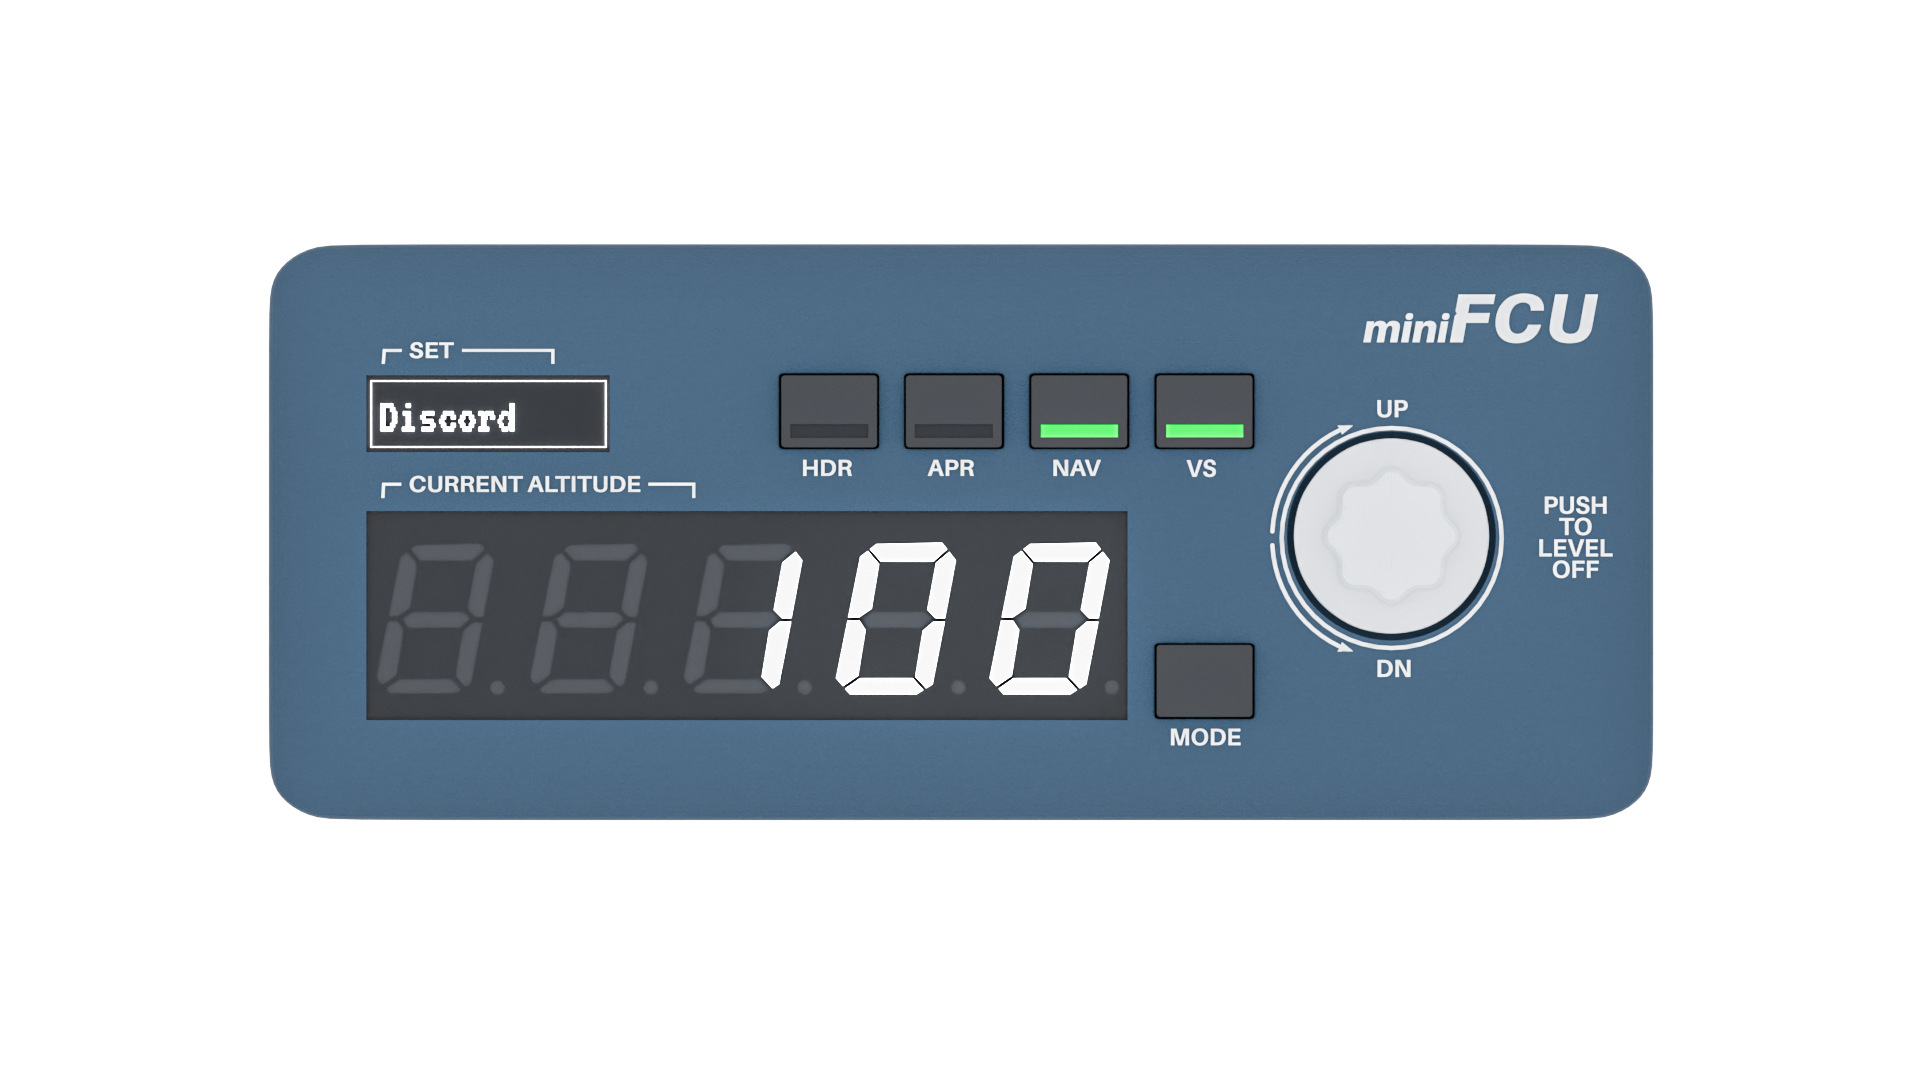 miniFCU
SET
Discord
HDR
APR
NAV
VS
CURRENT ALTITUDE
100
UP
PUSH
TO
LEVEL
OFF
DN
MODE